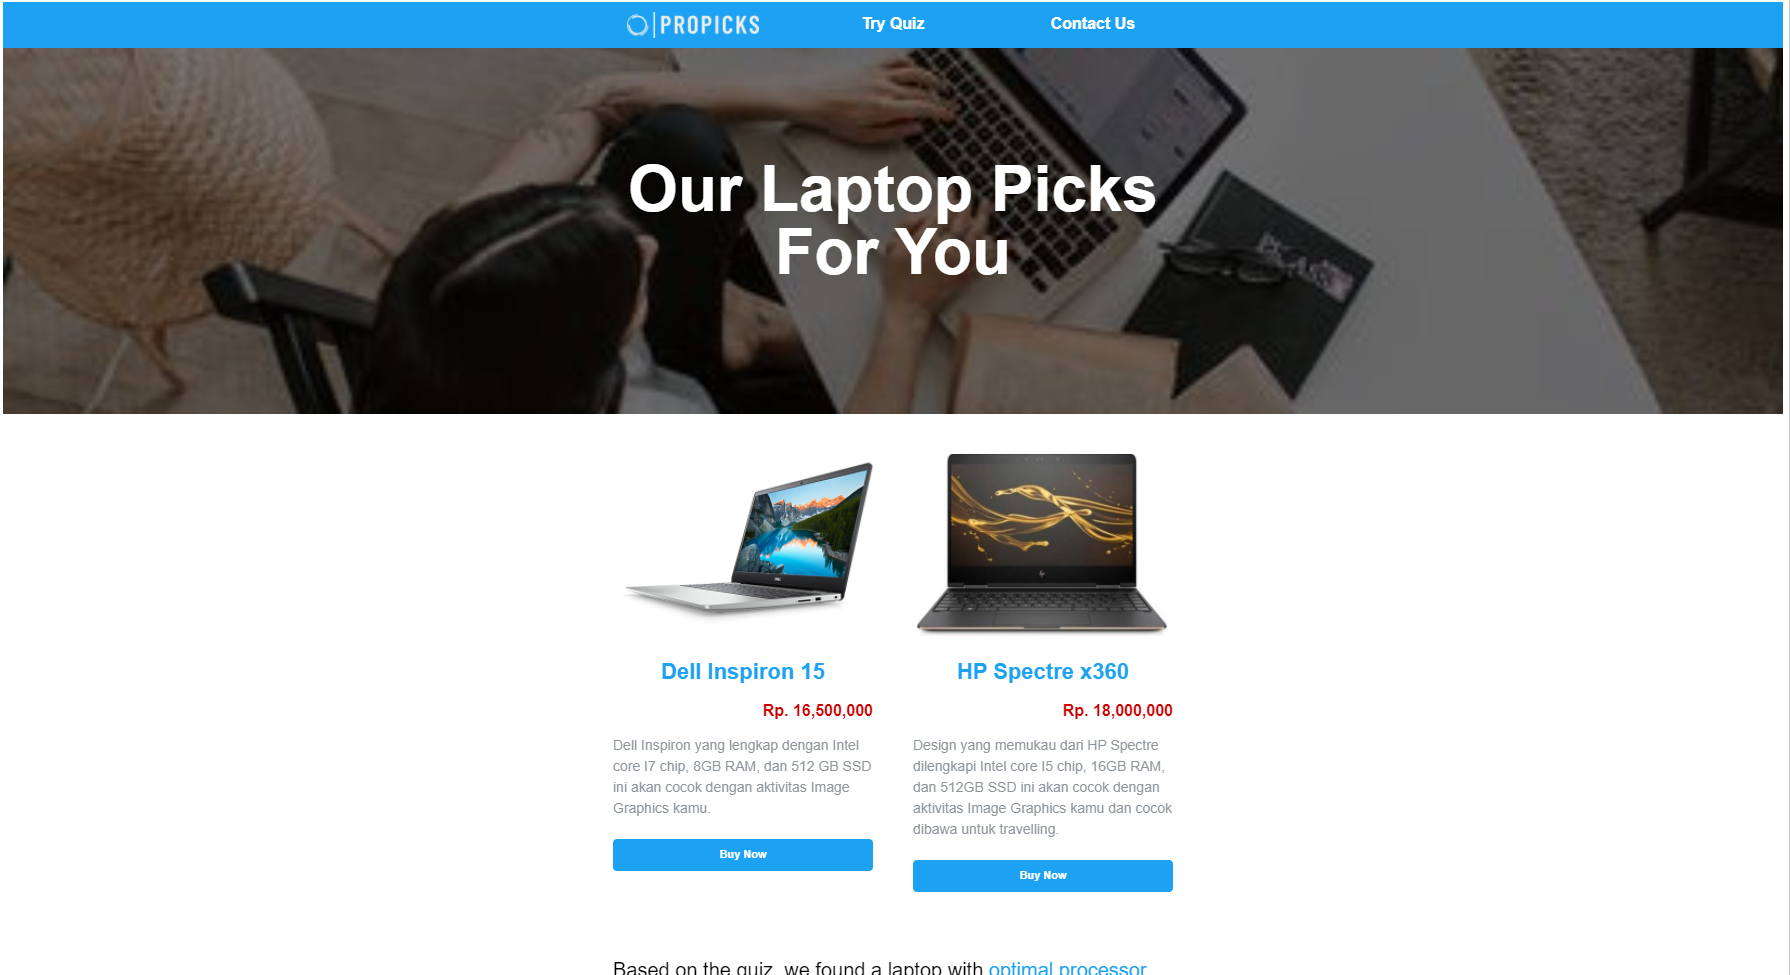 PROPICKS
Try Quiz
Contact Us
Our Laptop Picks
For You
Dell Inspiron 15
Rp. 16,500,000
Dell Inspiron yang lengkap dengan Intel
core I7 chip, 8GB RAM, dan 512 GB SSD
ini akan cocok dengan aktivitas Image
Graphics kamu.
Buy Now
HP Spectre x360
Rp. 18,000,000
Design yang memukau dari HP Spectre
dilengkapi Intel core I5 chip, 16GB RAM,
dan 512GB SSD ini akan cocok dengan
aktivitas Image Graphics kamu dan cocok
dibawa untuk travelling.
Buy Now
Based on the quiz, we found a laptop with optimal processor